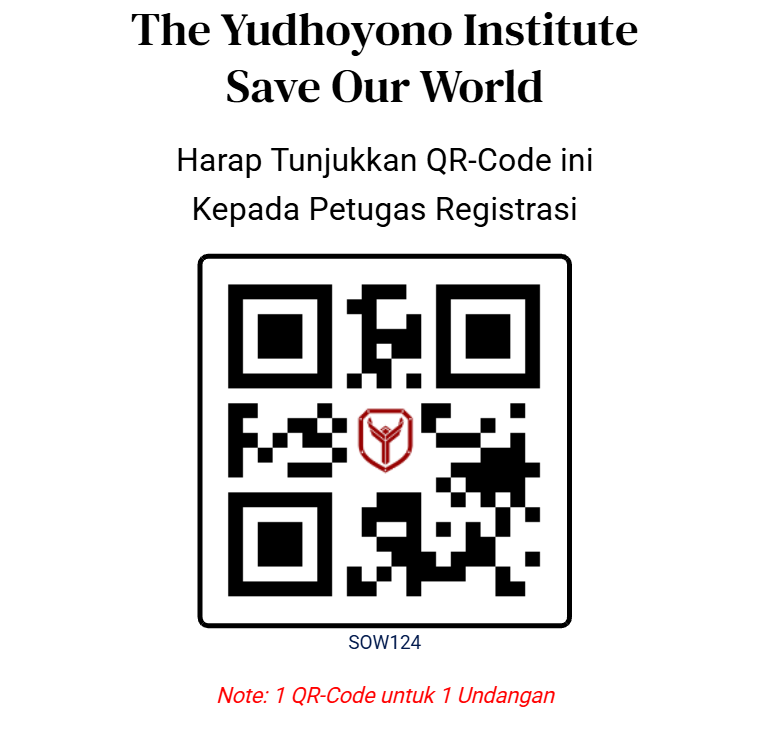 The Yudhoyono Institute
Save Our World
Harap Tunjukkan QR-Code ini
Kepada Petugas Registrasi
SOW124
Note: 1 QR-Code untuk 1 Undangan